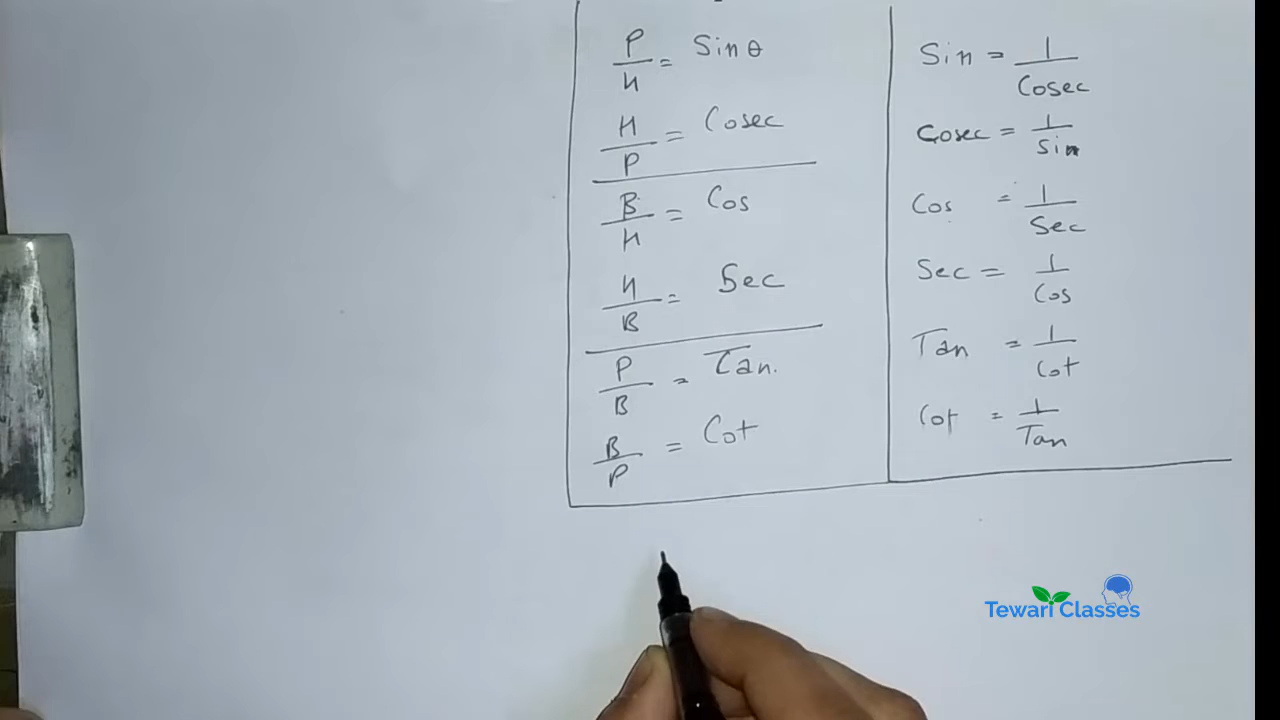 P/H = Sin θ
H/P = Cosec
B/H = Cos
H/B = Sec
P/B = Tan.
B/P = Cot
Sin = 1/Cosec
Cosec = 1/Sin
Cos = 1/Sec
Sec = 1/Cos
Tan = 1/Cot
Cot = 1/Tan
Tewari Classes